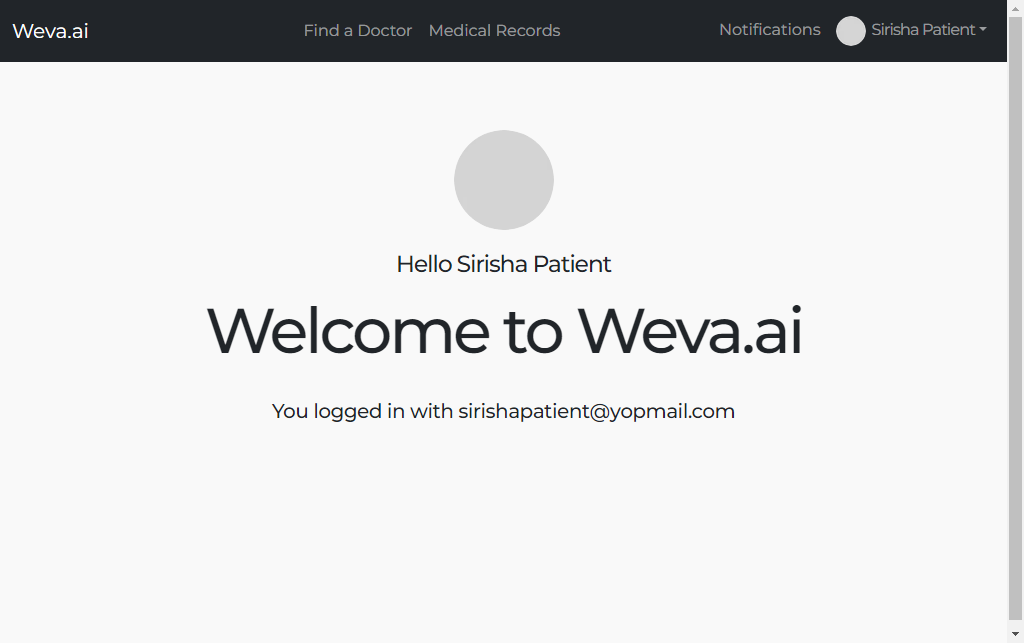 Weva.ai Find a Doctor Medical Records Notifications Sirisha Patient
Hello Sirisha Patient
Welcome to Weva.ai
You logged in with sirishapatient@yopmail.com